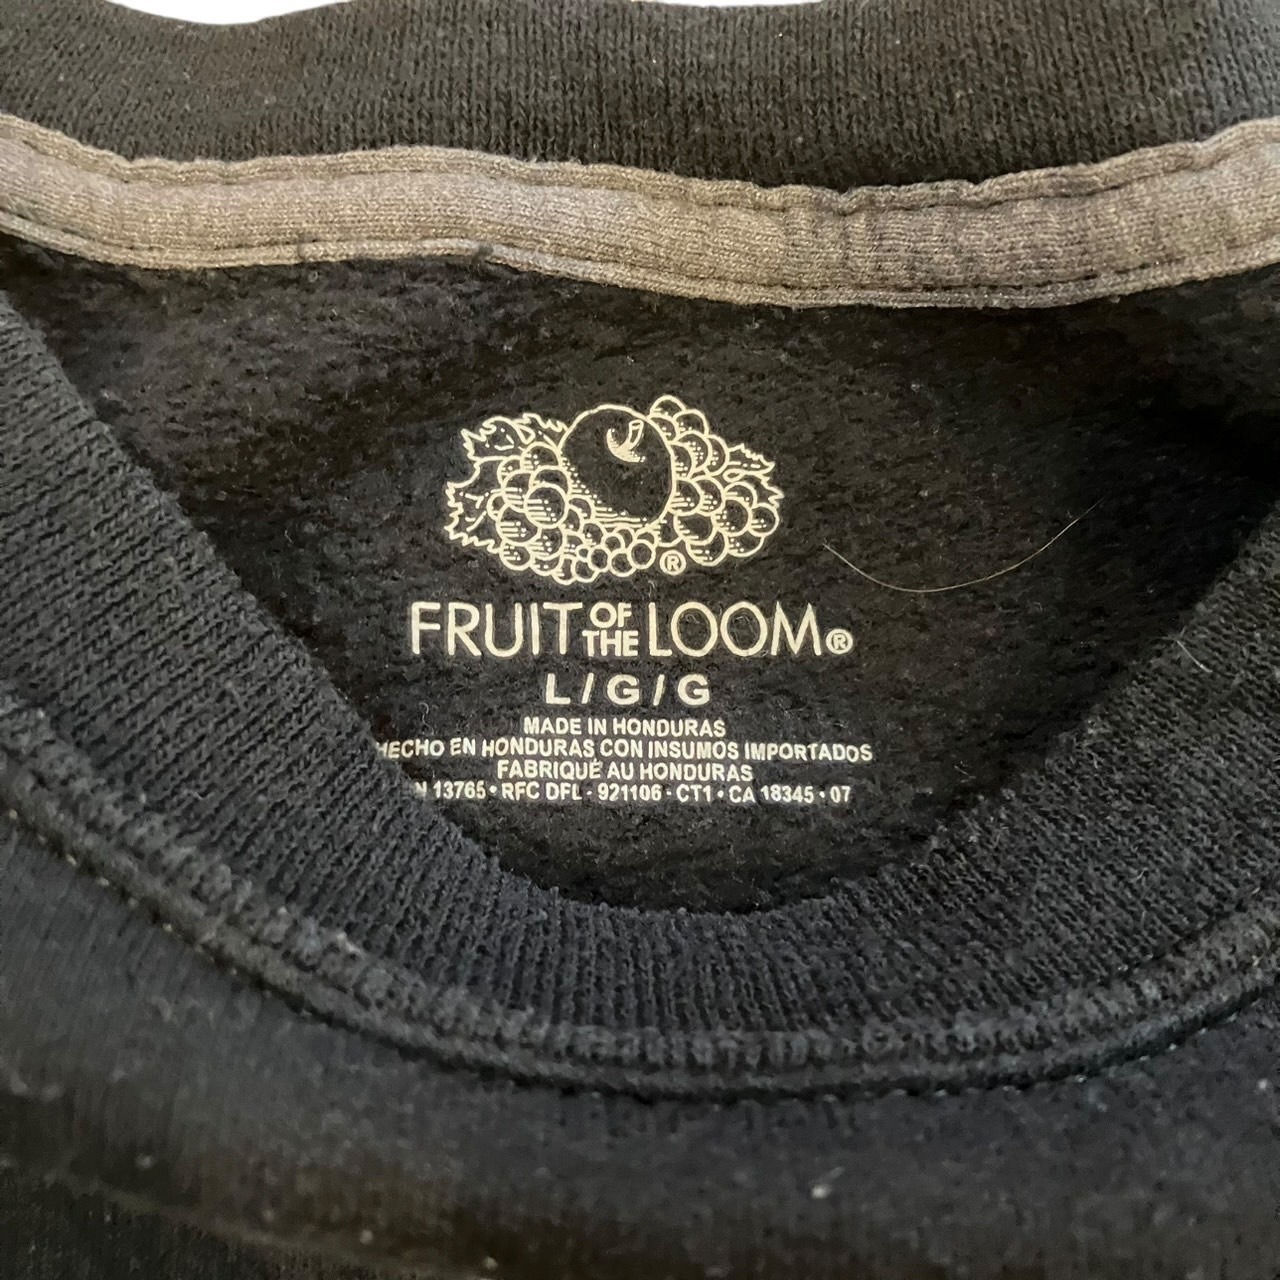 ®
FRUIT OF THE LOOM®
L / G / G
MADE IN HONDURAS
HECHO EN HONDURAS CON INSUMOS IMPORTADOS
FABRIQUÉ AU HONDURAS
N 13765 • RFC DFL - 921106 - CT1 • CA 18345 • 07